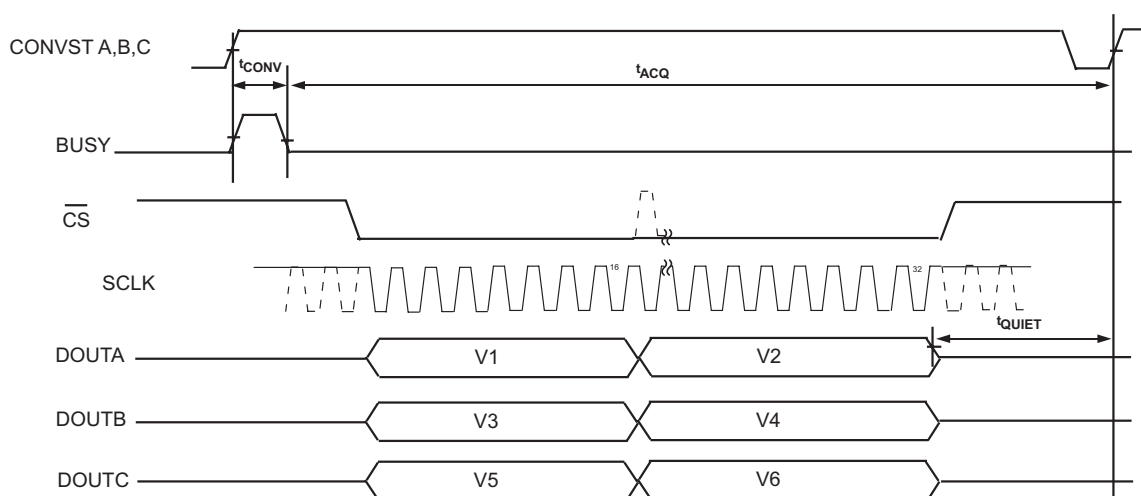 CONVST A,B,C
tCONV
tACQ
BUSY
CS
SCLK
16
32
tQUIET
DOUTA
V1
V2
DOUTB
V3
V4
DOUTC
V5
V6